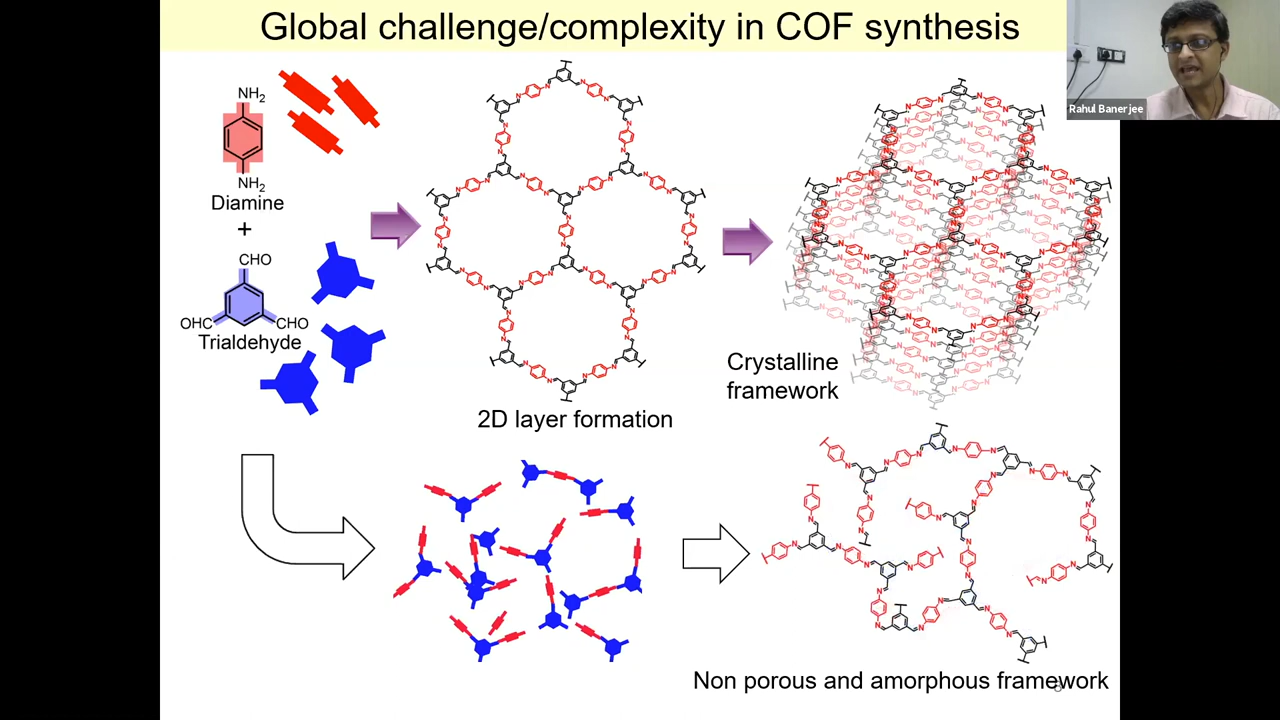 Global challenge/complexity in COF synthesis
Rahul Banerjee
NH2
NH2
Diamine
+
CHO
OHC
CHO
Trialdehyde
2D layer formation
Crystalline
framework
Non porous and amorphous framework